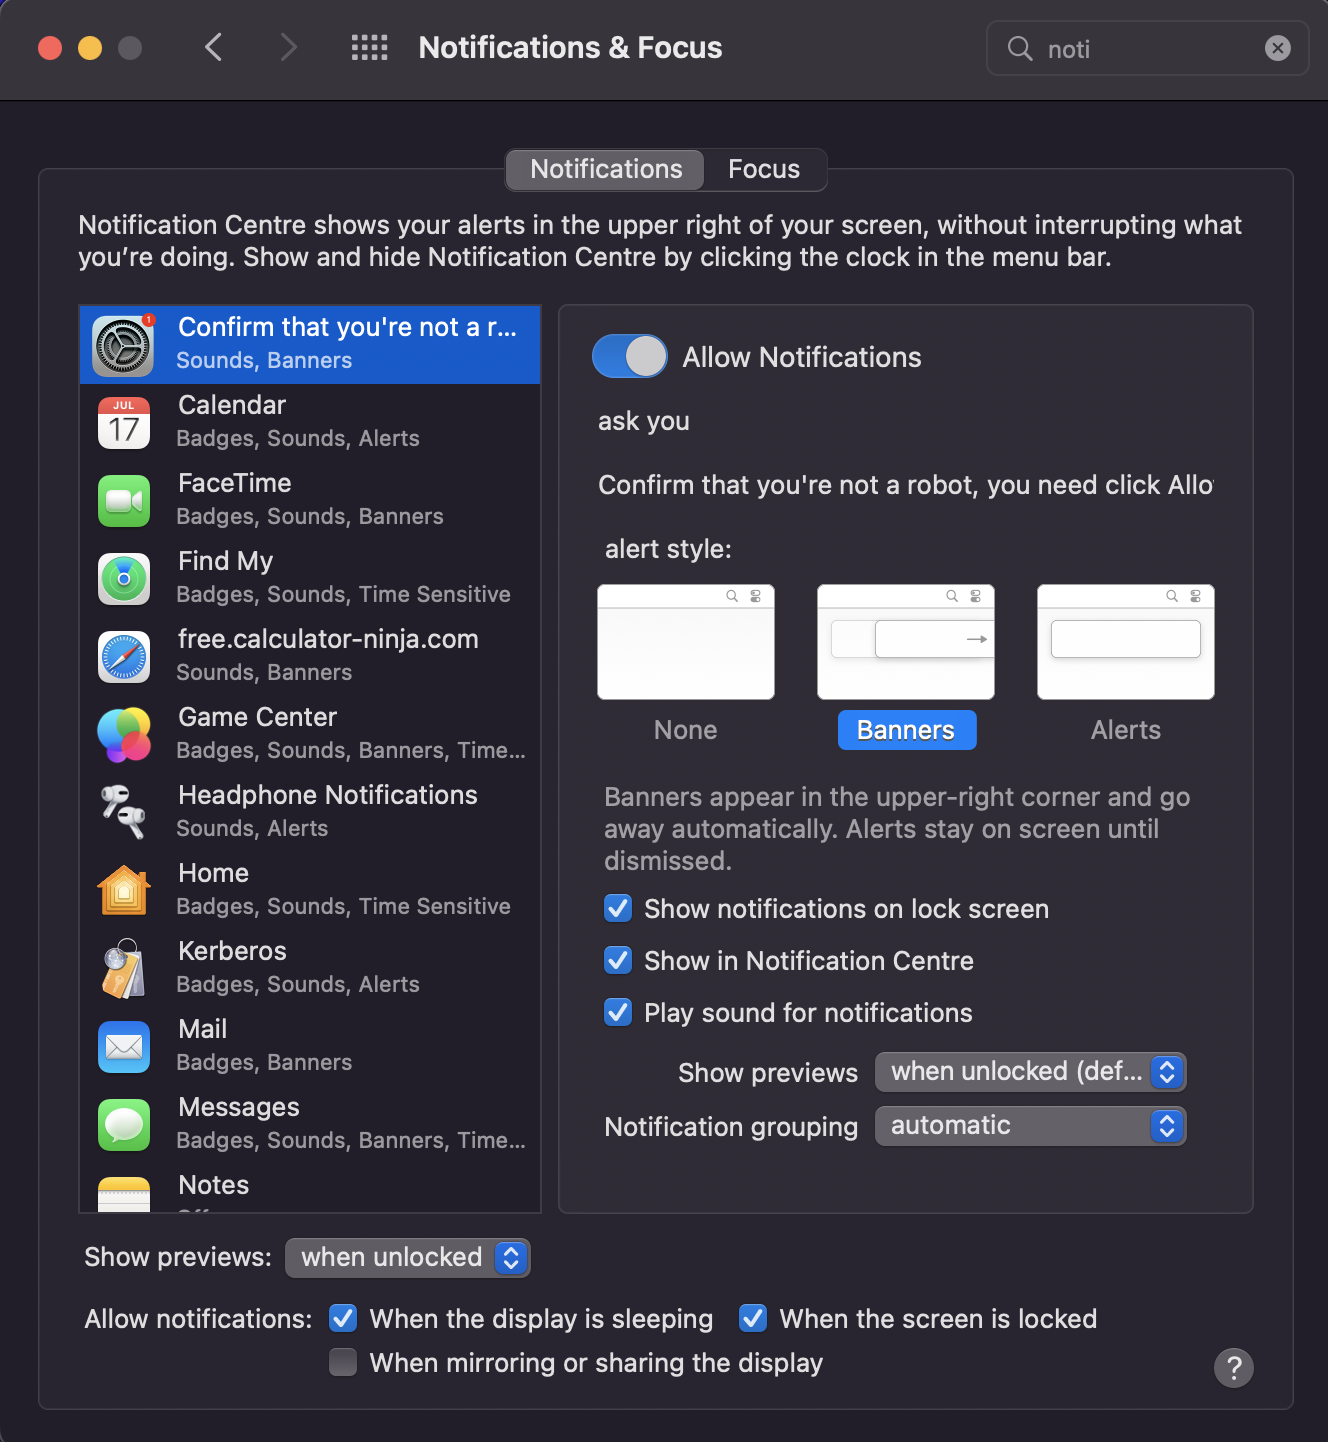 Notifications & Focus
noti
Notifications
Focus
Notification Centre shows your alerts in the upper right of your screen, without interrupting what
you’re doing. Show and hide Notification Centre by clicking the clock in the menu bar.
1
Confirm that you're not a r...
Sounds, Banners
JUL
17
Calendar
Badges, Sounds, Alerts
FaceTime
Badges, Sounds, Banners
Find My
Badges, Sounds, Time Sensitive
free.calculator-ninja.com
Sounds, Banners
Game Center
Badges, Sounds, Banners, Time...
Headphone Notifications
Sounds, Alerts
Home
Badges, Sounds, Time Sensitive
Kerberos
Badges, Sounds, Alerts
Mail
Badges, Banners
Messages
Badges, Sounds, Banners, Time...
Notes
Allow Notifications
ask you
Confirm that you're not a robot, you need click Allo
alert style:
None
Banners
Alerts
Banners appear in the upper-right corner and go
away automatically. Alerts stay on screen until
dismissed.
Show notifications on lock screen
Show in Notification Centre
Play sound for notifications
Show previews
when unlocked (def...
Notification grouping
automatic
Show previews:
when unlocked
Allow notifications:
When the display is sleeping
When the screen is locked
When mirroring or sharing the display
?